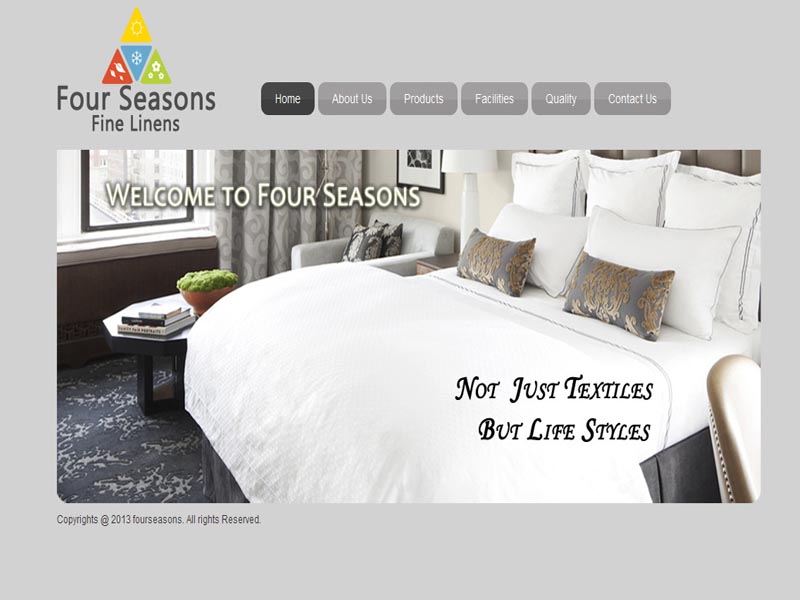 Four Seasons
Fine Linens
Home
About Us
Products
Facilities
Quality
Contact Us
WELCOME TO FOUR SEASONS
NOT JUST TEXTILES
BUT LIFE STYLES
Copyrights @ 2013 fourseasons. All rights Reserved.